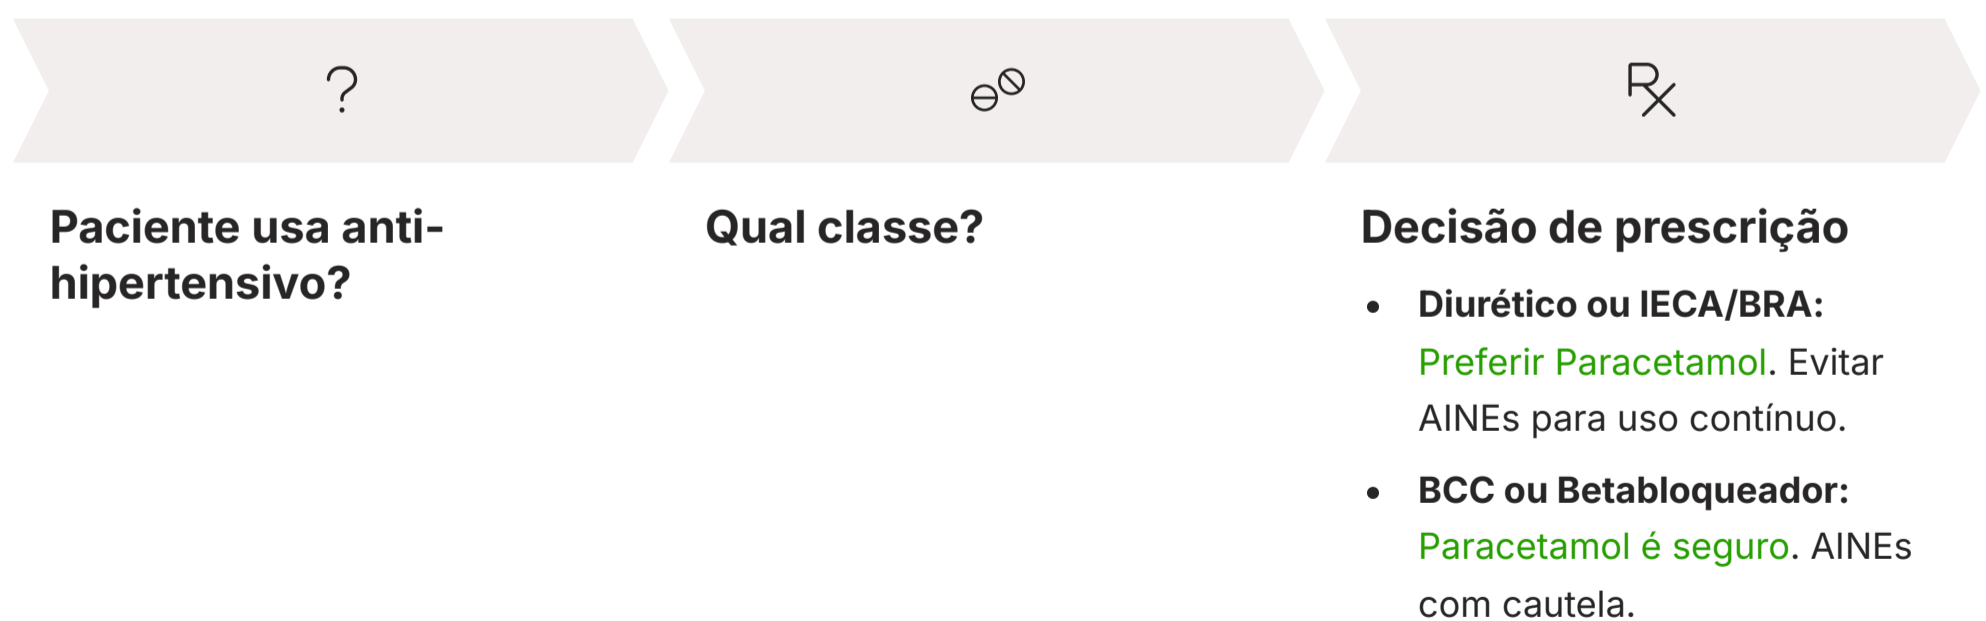 ?
Rx
Paciente usa anti-
hipertensivo?
Qual classe?
Decisão de prescrição
• Diurético ou IECA/BRA:
Preferir Paracetamol. Evitar
AINEs para uso contínuo.
• BCC ou Betabloqueador:
Paracetamol é seguro. AINEs
com cautela.